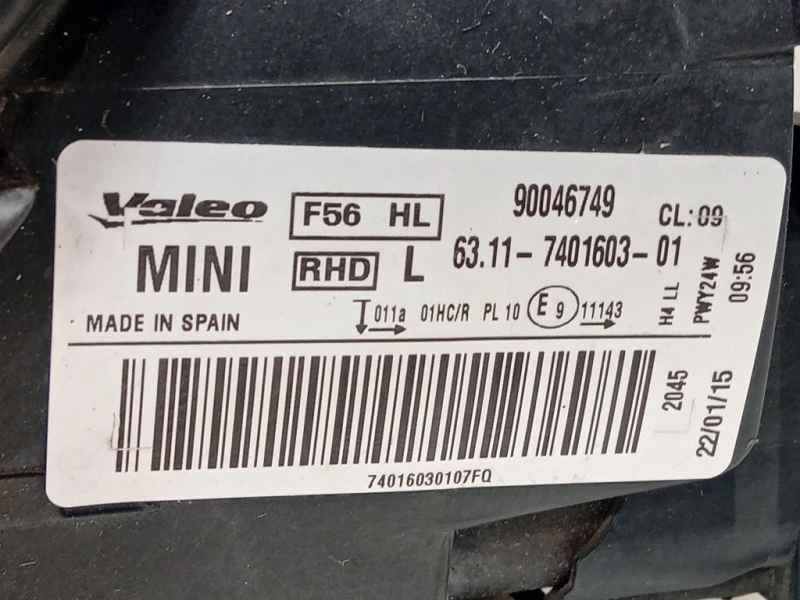 Valeo F56 HL 90046749 CL: 09
MINI RHD L 63.11-7401603-01
MADE IN SPAIN 011a 01HC/R PL 10 E 9 11143
H4 LL
PWY24W
09:56
74016030107FQ
2045
22/01/15